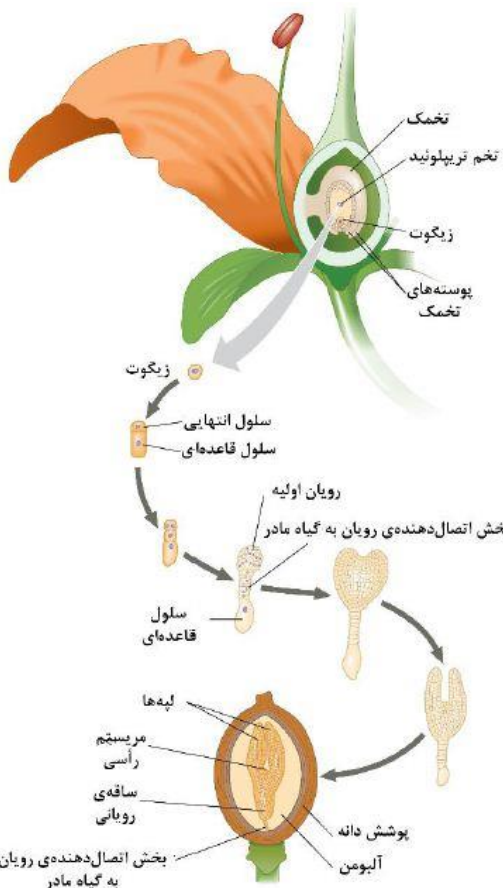 تخمک
تخم تریپلوئید
زیگوت
پوسته‌های
تخمک
زیگوت
سلول انتهایی
سلول قاعده‌ای
رویان اولیه
بخش اتصال‌دهنده‌ی رویان به گیاه مادر
سلول
قاعده‌ای
لپه‌ها
مریستم
رأسی
ساقه‌ی
رویانی
پوشش دانه
آلبومن
بخش اتصال‌دهنده‌ی رویان
به گیاه مادر